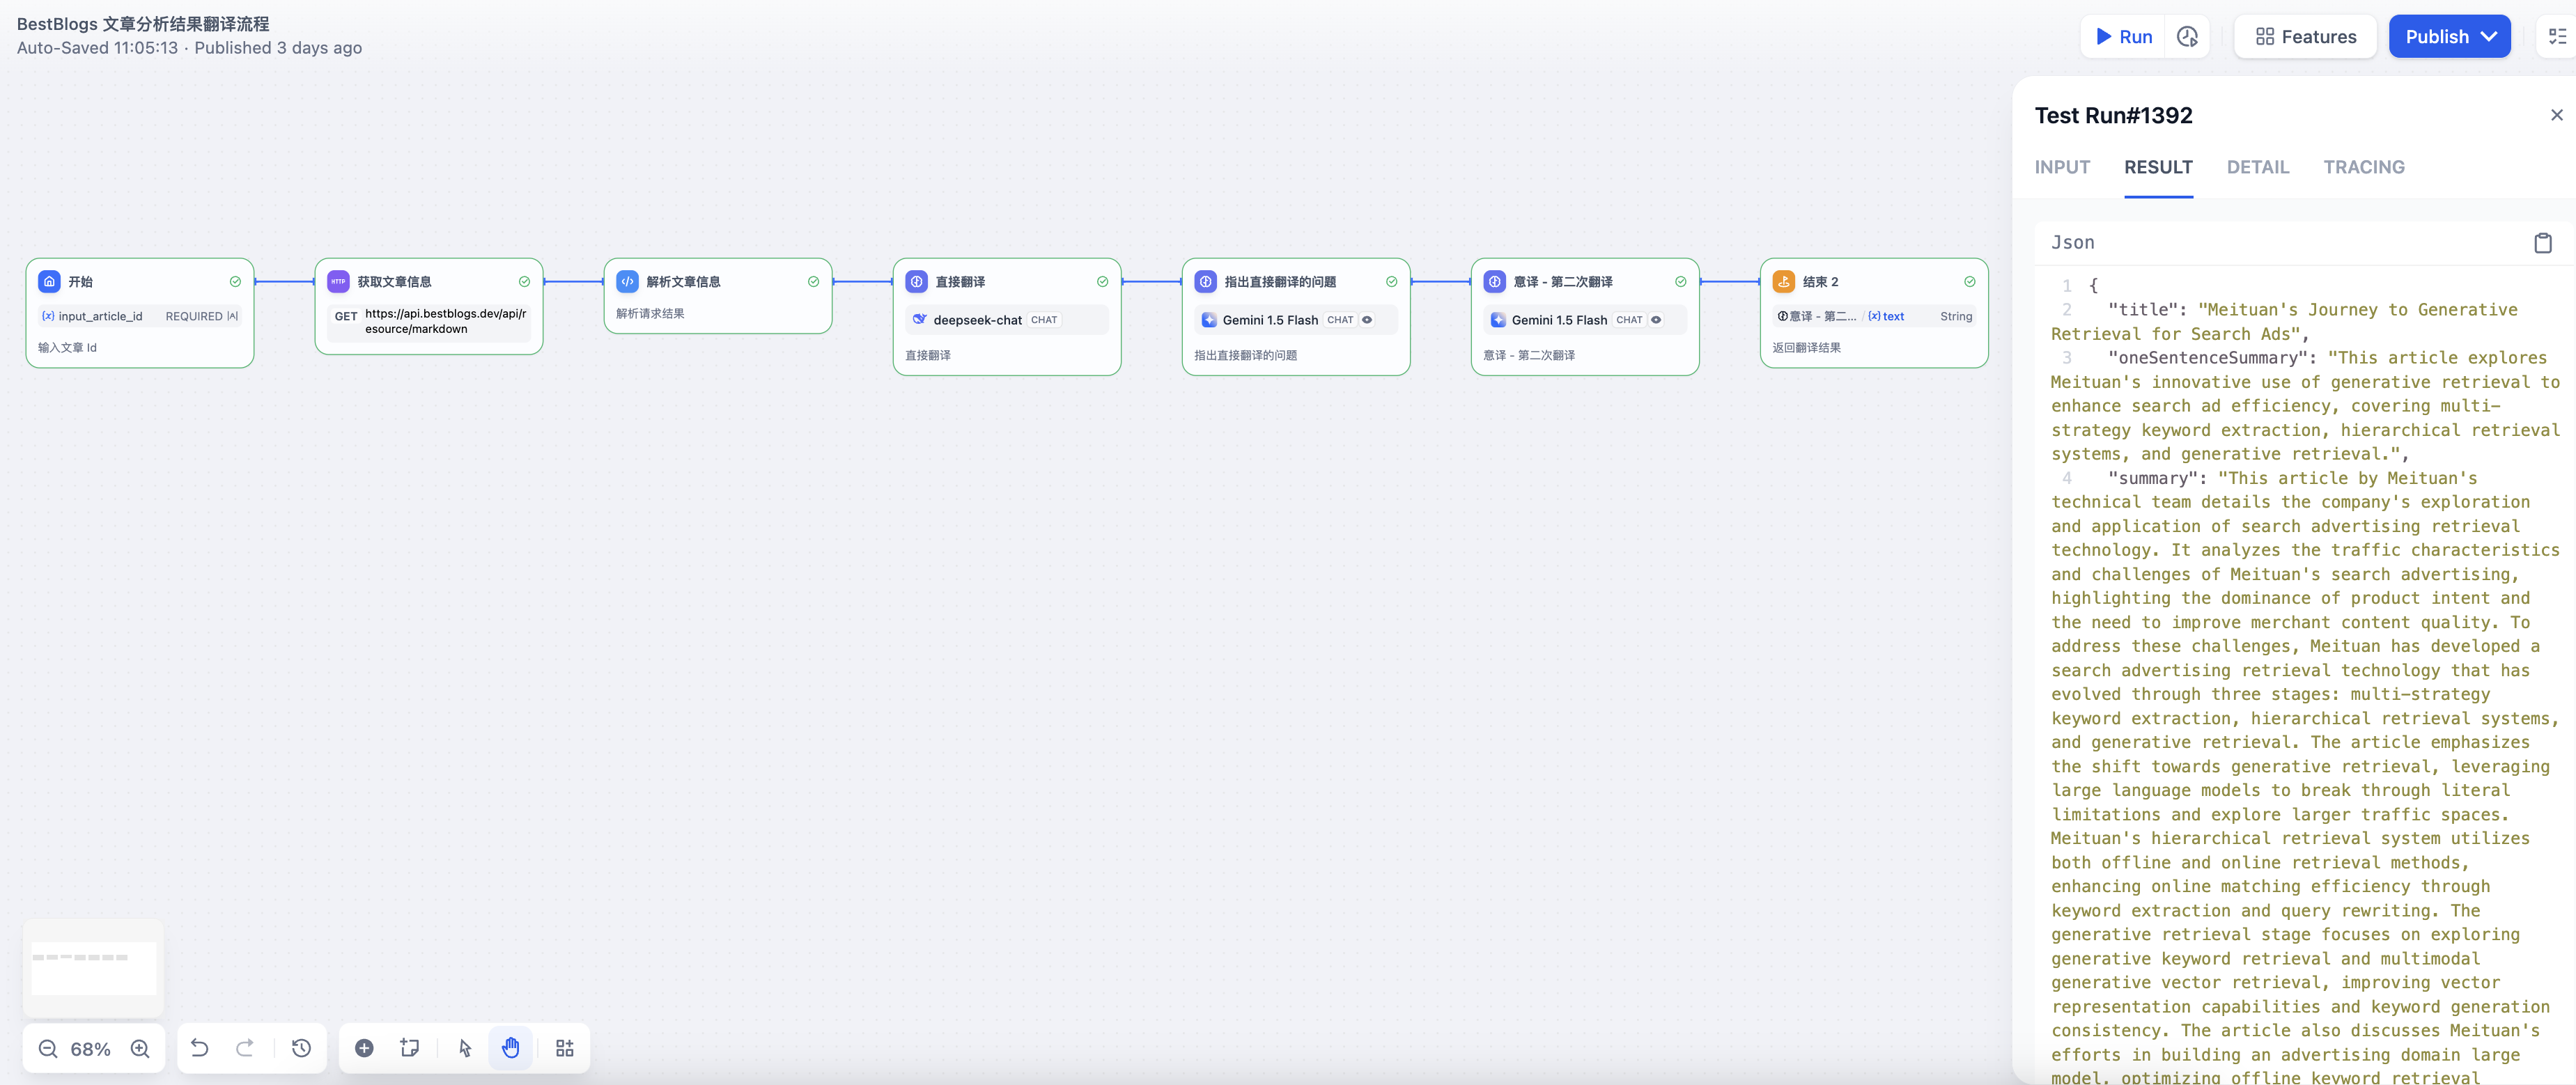 BestBlogs 文章分析结果翻译流程
Auto-Saved 11:05:13 · Published 3 days ago
Run
Features
Publish
开始
input_article_id
REQUIRED
输入文章 Id
HTTP
获取文章信息
GET
https://api.bestblogs.dev/api/r
esource/markdown
解析文章信息
解析请求结果
直接翻译
deepseek-chat
CHAT
直接翻译
指出直接翻译的问题
Gemini 1.5 Flash
CHAT
指出直接翻译的问题
意译 - 第二次翻译
Gemini 1.5 Flash
CHAT
意译 - 第二次翻译
结束 2
意译 - 第二... / {x} text
String
返回翻译结果
68%
Test Run#1392
INPUT
RESULT
DETAIL
TRACING
Json
1 {
2 "title": "Meituan's Journey to Generative
Retrieval for Search Ads",
3 "oneSentenceSummary": "This article explores
Meituan's innovative use of generative retrieval to
enhance search ad efficiency, covering multi-
strategy keyword extraction, hierarchical retrieval
systems, and generative retrieval.",
4 "summary": "This article by Meituan's
technical team details the company's exploration
and application of search advertising retrieval
technology. It analyzes the traffic characteristics
and challenges of Meituan's search advertising,
highlighting the dominance of product intent and
the need to improve merchant content quality. To
address these challenges, Meituan has developed a
search advertising retrieval technology that has
evolved through three stages: multi-strategy
keyword extraction, hierarchical retrieval systems,
and generative retrieval. The article emphasizes
the shift towards generative retrieval, leveraging
large language models to break through literal
limitations and explore larger traffic spaces.
Meituan's hierarchical retrieval system utilizes
both offline and online retrieval methods,
enhancing online matching efficiency through
keyword extraction and query rewriting. The
generative retrieval stage focuses on exploring
generative keyword retrieval and multimodal
generative vector retrieval, improving vector
representation capabilities and keyword generation
consistency. The article also discusses Meituan's
efforts in building an advertising domain large
model, optimizing offline keyword retrieval